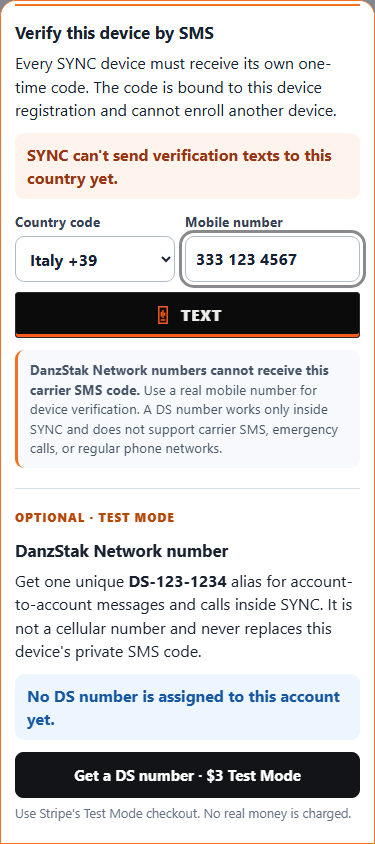 Verify this device by SMS
Every SYNC device must receive its own one-
time code. The code is bound to this device
registration and cannot enroll another device.
SYNC can't send verification texts to this
country yet.
Country code
Mobile number
Italy +39
333 123 4567
TEXT
DanzStak Network numbers cannot receive this
carrier SMS code. Use a real mobile number for
device verification. A DS number works only inside
SYNC and does not support carrier SMS, emergency
calls, or regular phone networks.
OPTIONAL · TEST MODE
DanzStak Network number
Get one unique DS-123-1234 alias for account-
to-account messages and calls inside SYNC. It is
not a cellular number and never replaces this
device's private SMS code.
No DS number is assigned to this account
yet.
Get a DS number · $3 Test Mode
Use Stripe's Test Mode checkout. No real money is charged.